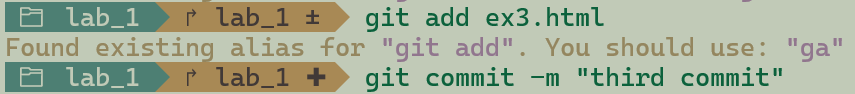 lab_1 lab_1 ± git add ex3.html
Found existing alias for "git add". You should use: "ga"
lab_1 lab_1 ✚ git commit -m "third commit"